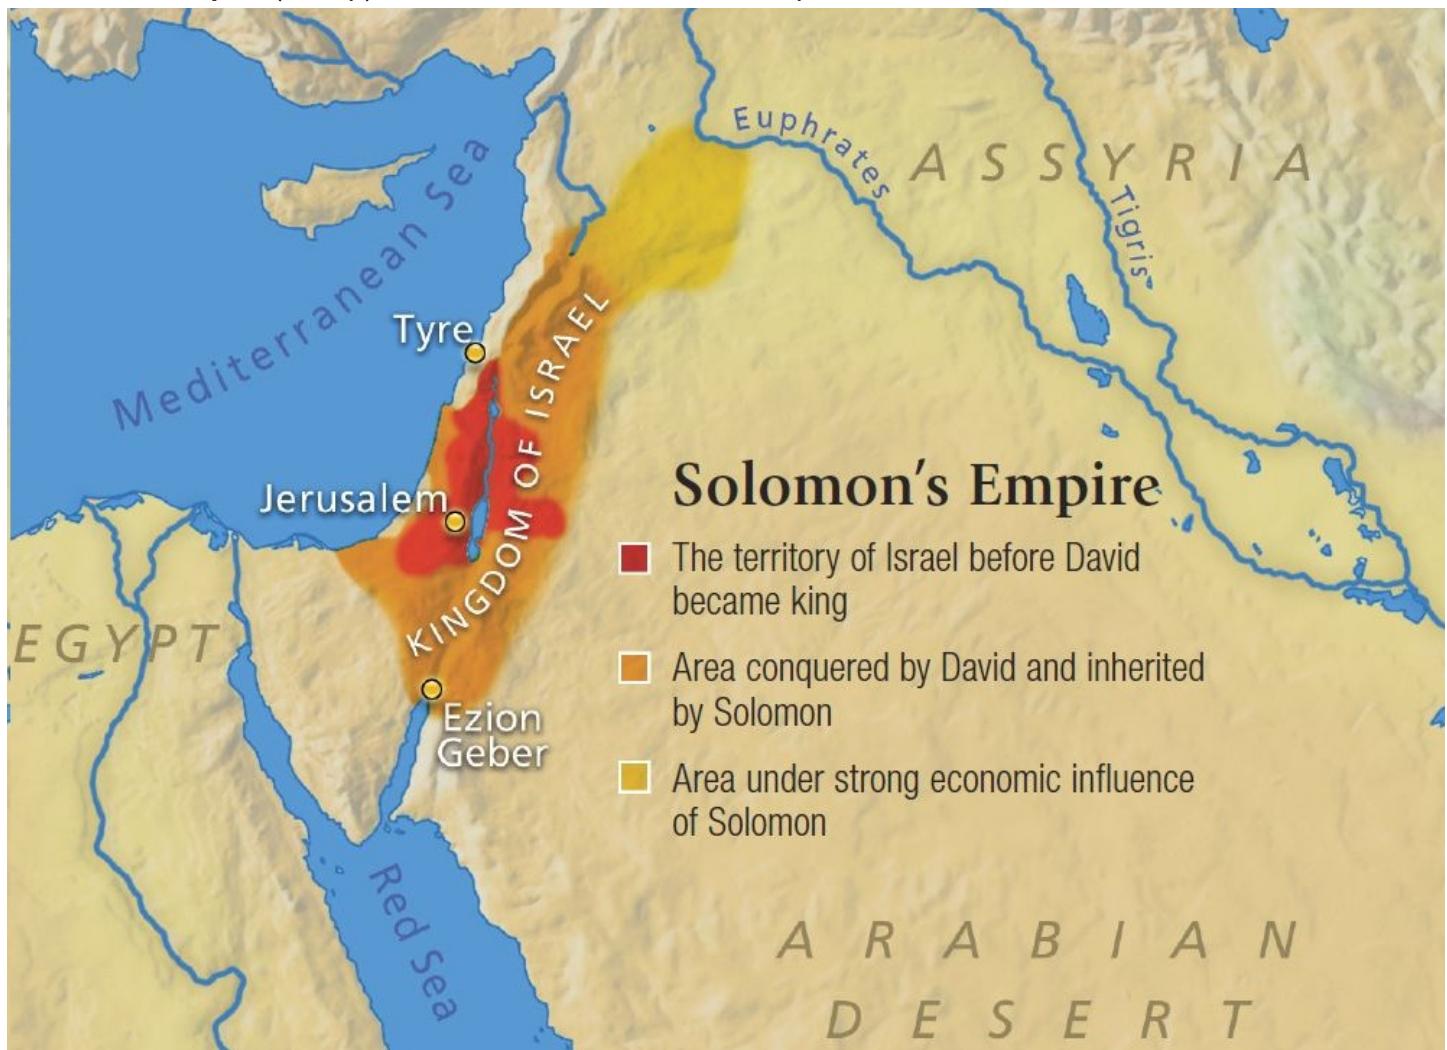 Euphrates
ASSYRIA
Tigris
Mediterranean Sea
Tyre
KINGDOM OF ISRAEL
Jerusalem
EGYPT
Ezion
Geber
Red Sea
Solomon's Empire
The territory of Israel before David
became king
Area conquered by David and inherited
by Solomon
Area under strong economic influence
of Solomon
ARABIAN
DESERT